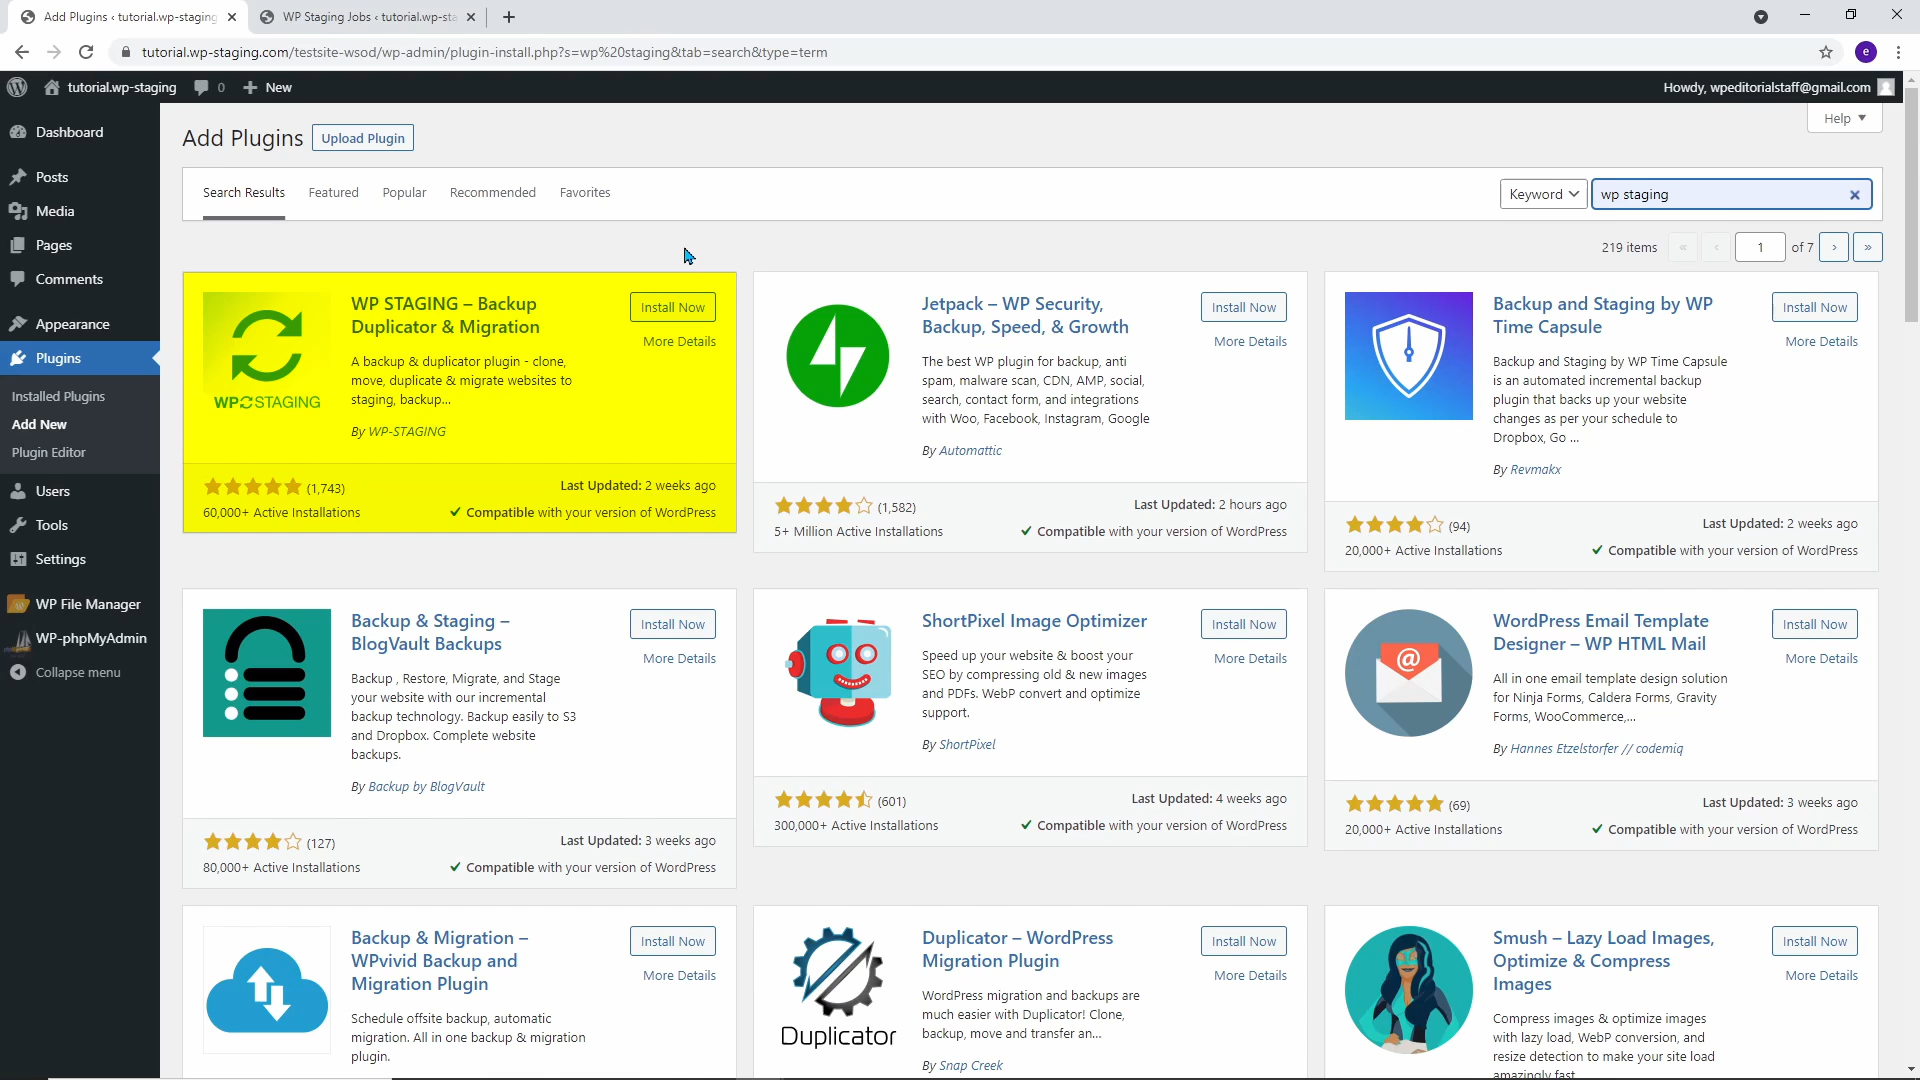 Add Plugins ‹ tutorial.wp-staging
WP Staging Jobs ‹ tutorial.wp-sta
tutorial.wp-staging.com/testsite-wsod/wp-admin/plugin-install.php?s=wp%20staging&tab=search&type=term
e
tutorial.wp-staging
0
New
Howdy, wpeditorialstaff@gmail.com
Dashboard
Posts
Media
Pages
Comments
Appearance
Plugins
Installed Plugins
Add New
Plugin Editor
Users
Tools
Settings
WP File Manager
WP-phpMyAdmin
Collapse menu
Help
Add Plugins
Upload Plugin
Search Results
Featured
Popular
Recommended
Favorites
Keyword
wp staging
219 items
«
‹
1
of 7
›
»
WP STAGING
WP STAGING – Backup
Duplicator & Migration
Install Now
More Details
A backup & duplicator plugin - clone,
move, duplicate & migrate websites to
staging, backup...
By WP-STAGING
(1,743)
Last Updated: 2 weeks ago
60,000+ Active Installations
Compatible with your version of WordPress
Jetpack – WP Security,
Backup, Speed, & Growth
Install Now
More Details
The best WP plugin for backup, anti
spam, malware scan, CDN, AMP, social,
search, contact form, and integrations
with Woo, Facebook, Instagram, Google
By Automattic
(1,582)
Last Updated: 2 hours ago
5+ Million Active Installations
Compatible with your version of WordPress
Backup and Staging by WP
Time Capsule
Install Now
More Details
Backup and Staging by WP Time Capsule
is an automated incremental backup
plugin that backs up your website
changes as per your schedule to
Dropbox, Go ...
By Revmakx
(94)
Last Updated: 2 weeks ago
20,000+ Active Installations
Compatible with your version of WordPress
Backup & Staging –
BlogVault Backups
Install Now
More Details
Backup , Restore, Migrate, and Stage
your website with our incremental
backup technology. Backup easily to S3
and Dropbox. Complete website
backups.
By Backup by BlogVault
(127)
Last Updated: 3 weeks ago
80,000+ Active Installations
Compatible with your version of WordPress
ShortPixel Image Optimizer
Install Now
More Details
Speed up your website & boost your
SEO by compressing old & new images
and PDFs. WebP convert and optimize
support.
By ShortPixel
(601)
Last Updated: 4 weeks ago
300,000+ Active Installations
Compatible with your version of WordPress
@
WordPress Email Template
Designer – WP HTML Mail
Install Now
More Details
All in one email template design solution
for Ninja Forms, Caldera Forms, Gravity
Forms, WooCommerce,...
By Hannes Etzelstorfer // codemiq
(69)
Last Updated: 3 weeks ago
20,000+ Active Installations
Compatible with your version of WordPress
Backup & Migration –
WPvivid Backup and
Migration Plugin
Install Now
More Details
Schedule offsite backup, automatic
migration. All in one backup & migration
plugin.
Duplicator
Duplicator – WordPress
Migration Plugin
Install Now
More Details
WordPress migration and backups are
much easier with Duplicator! Clone,
backup, move and transfer an...
By Snap Creek
Smush – Lazy Load Images,
Optimize & Compress
Images
Install Now
More Details
Compress images & optimize images
with lazy load, WebP conversion, and
resize detection to make your site load
amazingly fast.